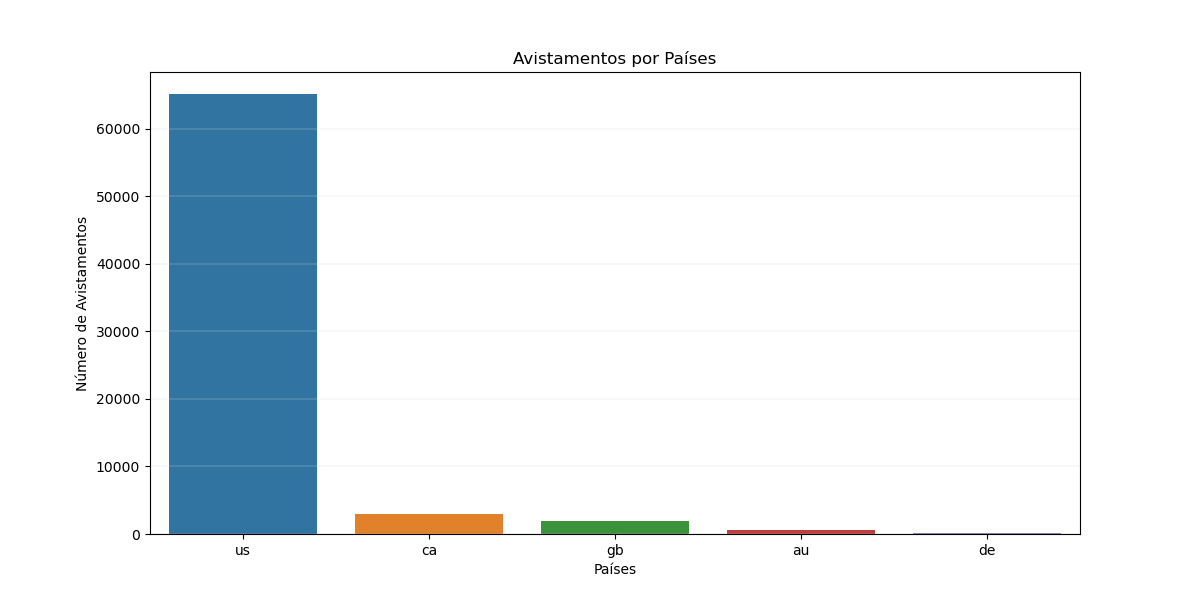 Avistamentos por Países
Número de Avistamentos
60000
50000
40000
30000
20000
10000
0
us ca gb au de
Países